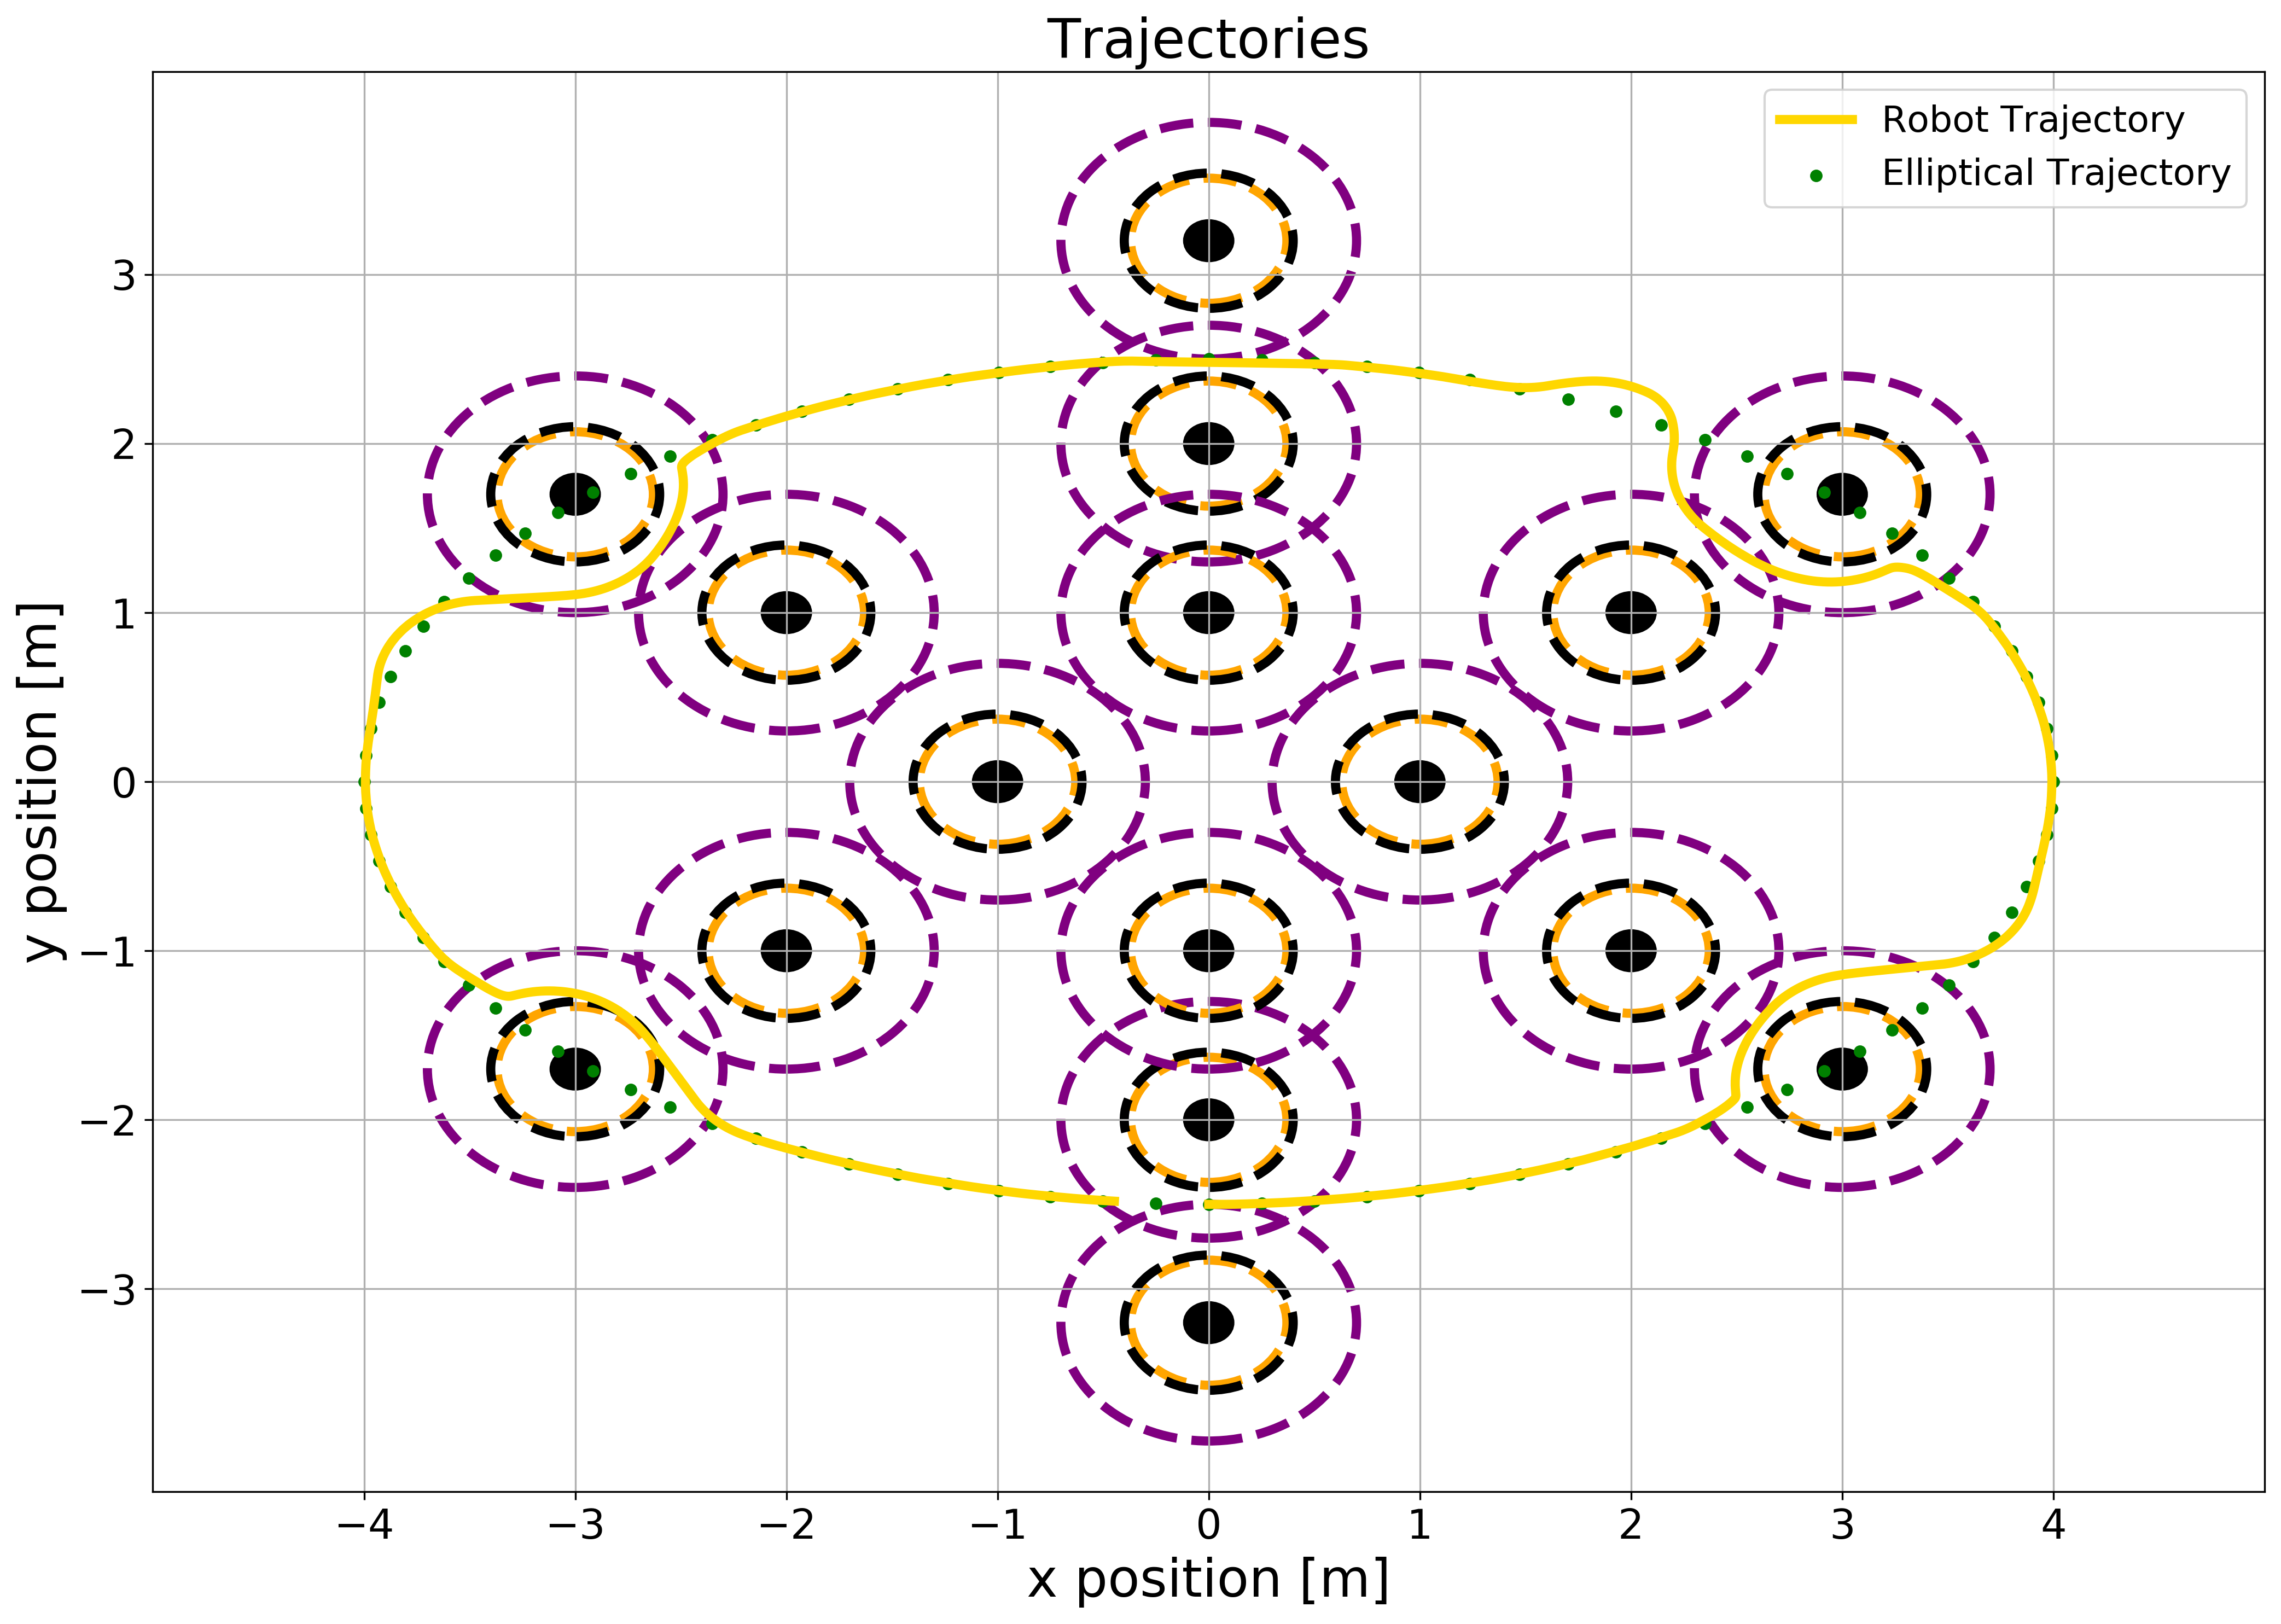 Trajectories
Robot Trajectory
Elliptical Trajectory
y position [m]
3
2
1
0
−1
−2
−3
−4 −3 −2 −1 0 1 2 3 4
x position [m]